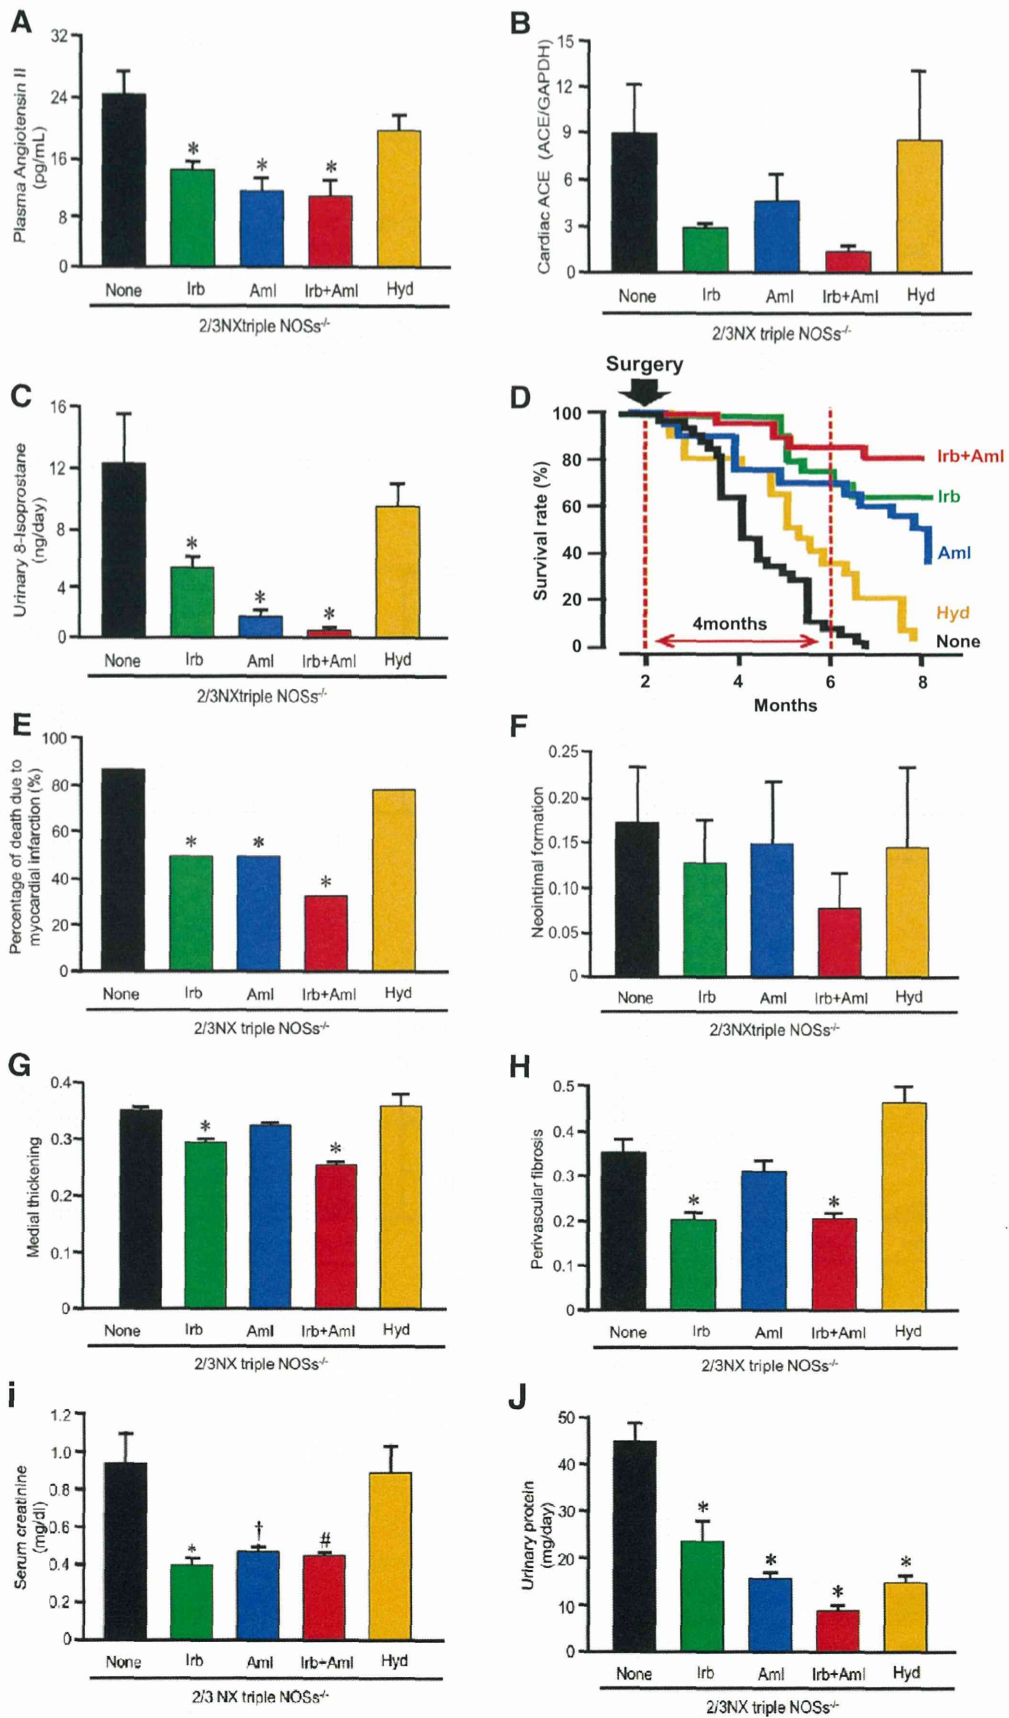 A
Plasma Angiotensin II
(pg/mL)
32
24
16
8
0
*
*
*
None Irb Aml Irb+Aml Hyd
2/3NXtriple NOSs-/-
B
Cardiac ACE (ACE/GAPDH)
15
12
9
6
3
0
None Irb Aml Irb+Aml Hyd
2/3NX triple NOSs-/-
C
Urinary 8-Isoprostane
(ng/day)
16
12
8
4
0
*
*
*
None Irb Aml Irb+Aml Hyd
2/3NXtriple NOSs-/-
Surgery
D
Survival rate (%)
100
80
60
40
20
0
Irb+Aml
Irb
Aml
Hyd
None
4months
2 4 6 8
Months
E
Percentage of death due to
myocardial infarction (%)
100
80
60
40
20
0
*
*
*
None Irb Aml Irb+Aml Hyd
2/3NX triple NOSs-/-
F
Neointimal formation
0.25
0.20
0.15
0.10
0.05
0
None Irb Aml Irb+Aml Hyd
2/3NXtriple NOSs-/-
G
Medial thickening
0.4
0.3
0.2
0.1
0
*
*
None Irb Aml Irb+Aml Hyd
2/3NX triple NOSs-/-
H
Perivascular fibrosis
0.5
0.4
0.3
0.2
0.1
0
*
*
None Irb Aml Irb+Aml Hyd
2/3NX triple NOSs-/-
i
Serum creatinine
(mg/dl)
1.2
1.0
0.8
0.6
0.4
0.2
0
*
†
#
None Irb Aml Irb+Aml Hyd
2/3 NX triple NOSs-/-
J
Urinary protein
(mg/day)
50
40
30
20
10
0
*
*
*
*
None Irb Aml Irb+Aml Hyd
2/3NX triple NOSs-/-